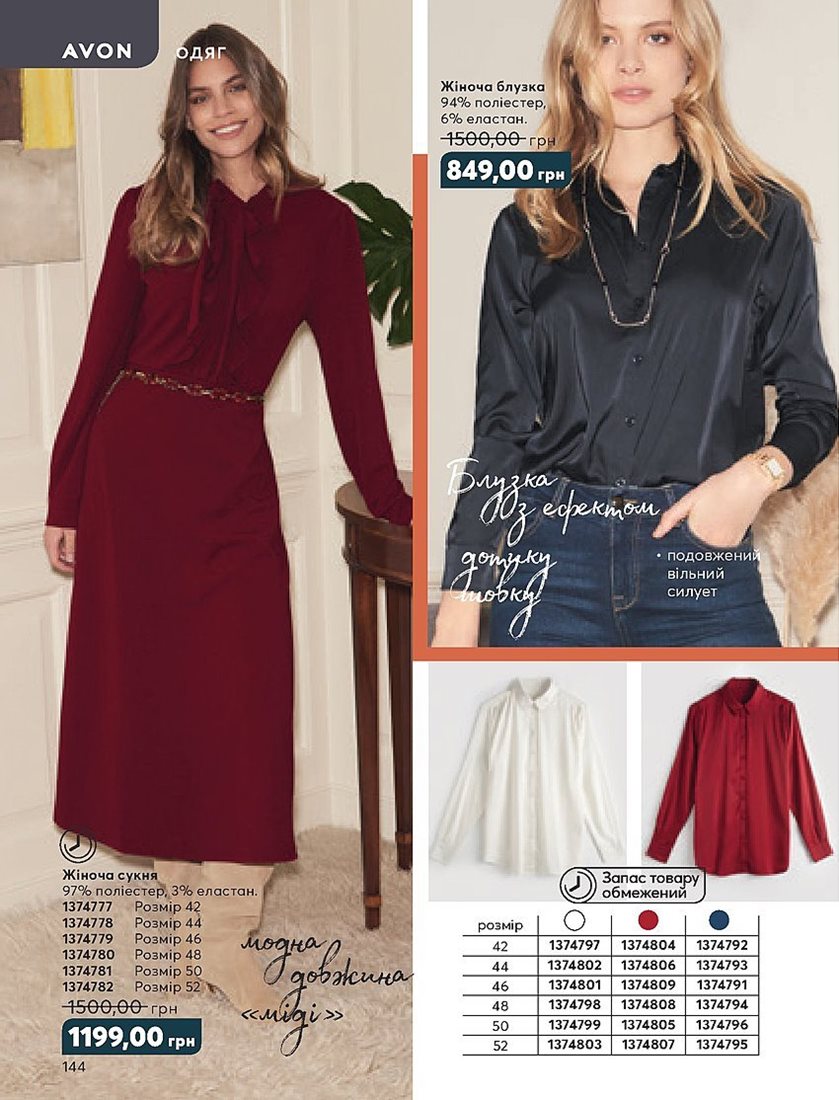 AVON
одяг
Жіноча блузка
94% поліестер,
6% еластан.
1500,00 грн
849,00 грн
Блузка
з ефектом
дотику
шовку
• подовжений
вільний
силует
Жіноча сукня
97% поліестер, 3% еластан.
1374777 Розмір 42
1374778 Розмір 44
1374779 Розмір 46
1374780 Розмір 48
1374781 Розмір 50
1374782 Розмір 52
1500,00 грн
1199,00 грн
модна
довжина
«міді»
144
Запас товару
обмежений
розмір
42 1374797 1374804 1374792
44 1374802 1374806 1374793
46 1374801 1374809 1374791
48 1374798 1374808 1374794
50 1374799 1374805 1374796
52 1374803 1374807 1374795